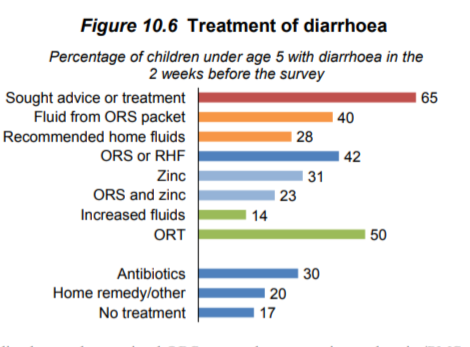 Figure 10.6 Treatment of diarrhoea
Percentage of children under age 5 with diarrhoea in the
2 weeks before the survey
Sought advice or treatment 65
Fluid from ORS packet 40
Recommended home fluids 28
ORS or RHF 42
Zinc 31
ORS and zinc 23
Increased fluids 14
ORT 50
Antibiotics 30
Home remedy/other 20
No treatment 17